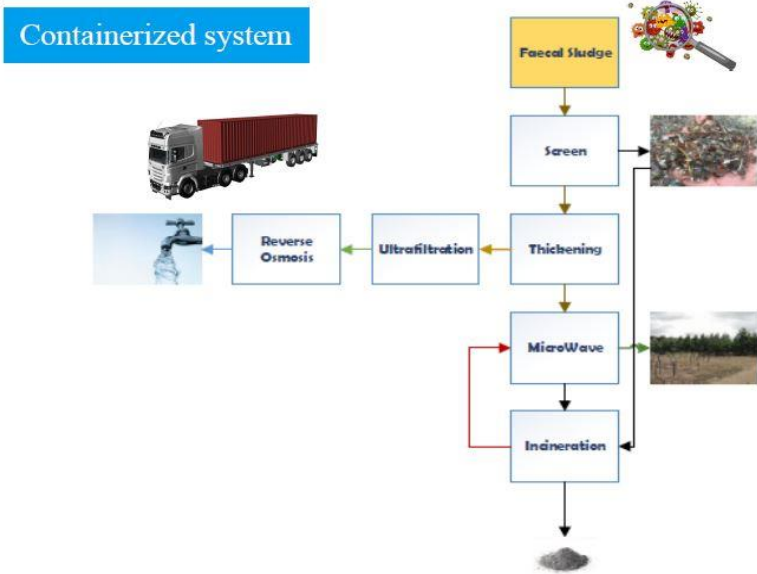 Containerized system
Faecal Sludge
Screen
Reverse
Osmosis
Ultrafiltration
Thickening
MicroWave
Incineration